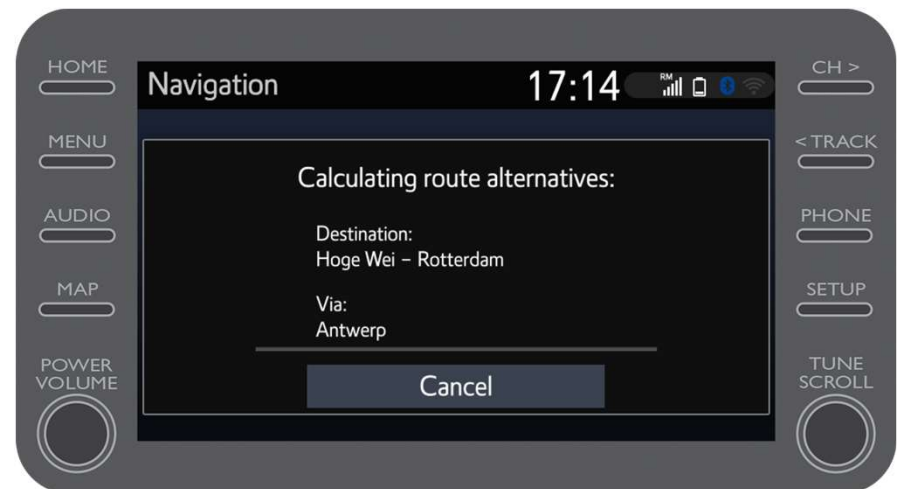 HOME
MENU
AUDIO
MAP
POWER
VOLUME
Navigation
17:14
RM
Calculating route alternatives:
Destination:
Hoge Wei – Rotterdam
Via:
Antwerp
Cancel
CH >
< TRACK
PHONE
SETUP
TUNE
SCROLL